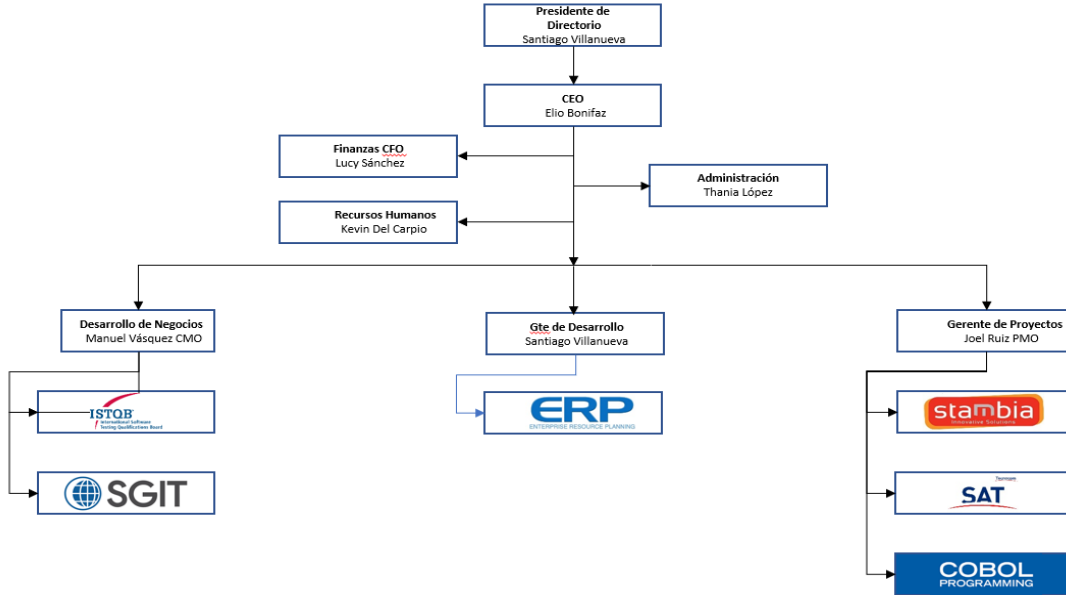 Presidente de
Directorio
Santiago Villanueva
CEO
Elio Bonifaz
Finanzas CFO
Lucy Sánchez
Administración
Thania López
Recursos Humanos
Kevin Del Carpio
Desarrollo de Negocios
Manuel Vásquez CMO
Gte de Desarrollo
Santiago Villanueva
Gerente de Proyectos
Joel Ruiz PMO
ISTQB
International Software
Testing Qualifications Board
ERP
ENTERPRISE RESOURCE PLANNING
stambia
Innovative Solutions
SGIT
SAT
COBOL
PROGRAMMING